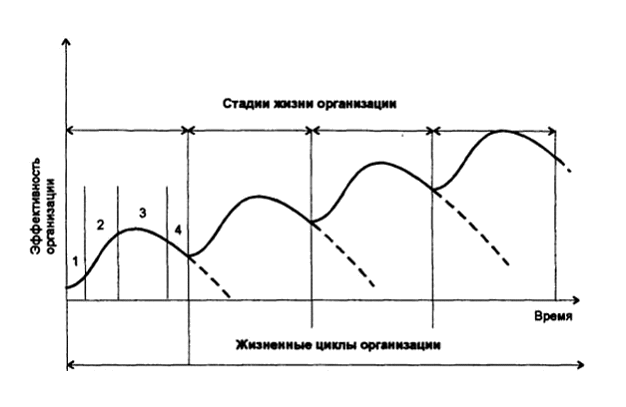 Стадии жизни организации
Эффективность
организации
1
2
3
4
Время
Жизненные циклы организации